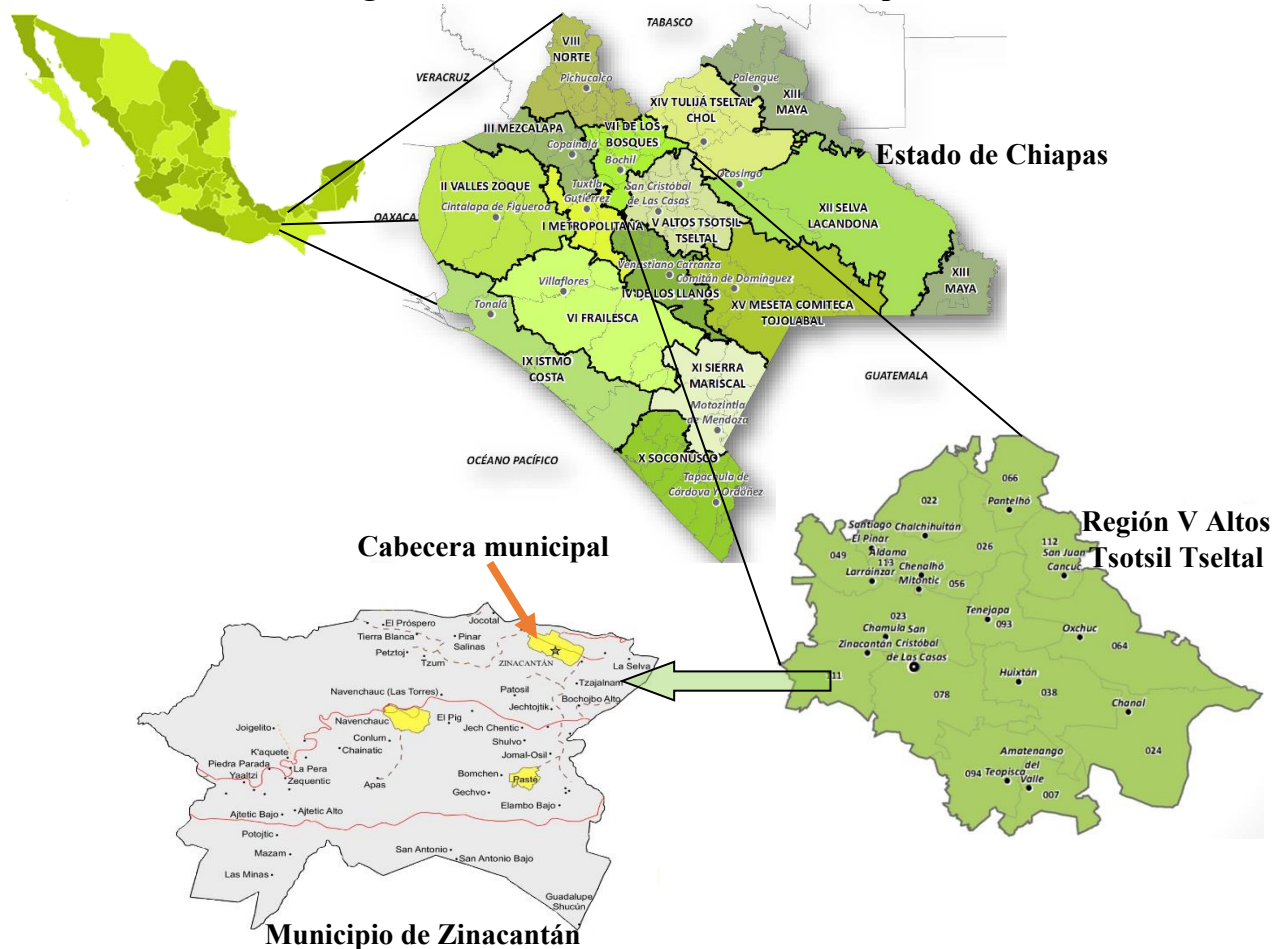 TABASCO
VIII
NORTE
Pichucalco
VERACRUZ
Palenque
XIII
MAYA
XIV TULIJÁ TSELTAL
CHOL
III MEZCALAPA
Copainalá
VII DE LOS
BOSQUES
Bochil
Estado de Chiapas
Ocosingo
II VALLES ZOQUE
Cintalapa de Figueroa
Tuxtla
Gutiérrez
San Cristóbal
de Las Casas
OAXACA
I METROPOLITANA
V ALTOS TSOTSIL
TSELTAL
XII SELVA
LACANDONA
XIII
MAYA
Venustiano Carranza
Comitán de Domínguez
Villaflores
IV DE LOS LLANOS
Tonalá
VI FRAILESCA
XV MESETA COMITECA
TOJOLABAL
IX ISTMO
COSTA
XI SIERRA
MARISCAL
GUATEMALA
Motozintla
de Mendoza
OCÉANO PACÍFICO
X SOCONUSCO
Tapachula de
Córdova Y Ordóñez
Región V Altos
Tsotsil Tseltal
066
Pantelhó
022
Chalchihuitán
Santiago
El Pinar
026
112
San Juan
Cancuc
049
Aldama
113
Larráinzar
Chenalhó
Mitontic
056
023
Tenejapa
093
Oxchuc
Chamula
San
Cristóbal
de Las Casas
Zinacantán
064
111
078
Huixtán
038
Chanal
024
Amatenango
del
Valle
094
Teopisca
007
Cabecera municipal
El Próspero
Jocotal
Tierra Blanca
Pinar
Salinas
Petztoj
Tzum
ZINACANTÁN
La Selva
Tzajalnam
Navenchauc (Las Torres)
Patosil
Bochojbo Alto
Jechtojtik
Navenchauc
El Pig
Joigelito
Jech Chentic
Conlum
Shulvo
K'aquete
Chainatic
Jomal-Osil
Piedra Parada
La Pera
Yaaltzi
Zequentic
Bomchen
Paste
Apas
Gechvo
Elambo Bajo
Ajtetic Bajo
Ajtetic Alto
Potojtic
Mazam
San Antonio
San Antonio Bajo
Las Minas
Guadalupe
Shucún
Municipio de Zinacantán